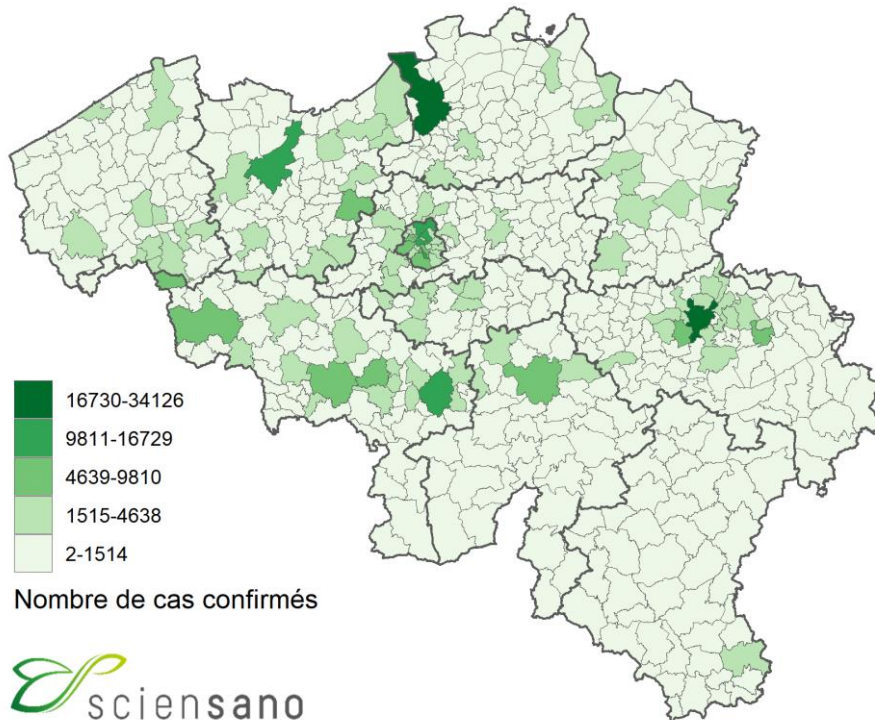 16730-34126
9811-16729
4639-9810
1515-4638
2-1514
Nombre de cas confirmés
sciensano